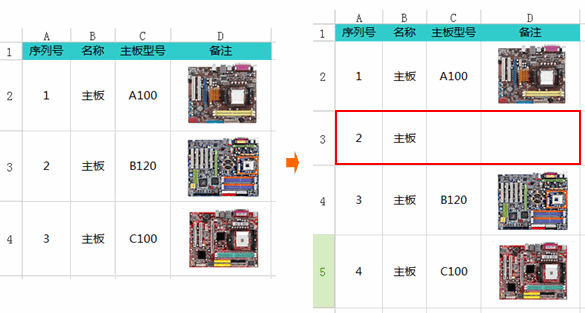 A B C D
1 序列号 名称 主板型号 备注
2 1 主板 A100
3 2 主板 B120
4 3 主板 C100
A B C D
1 序列号 名称 主板型号 备注
2 1 主板 A100
3 2 主板
4 3 主板 B120
5 4 主板 C100